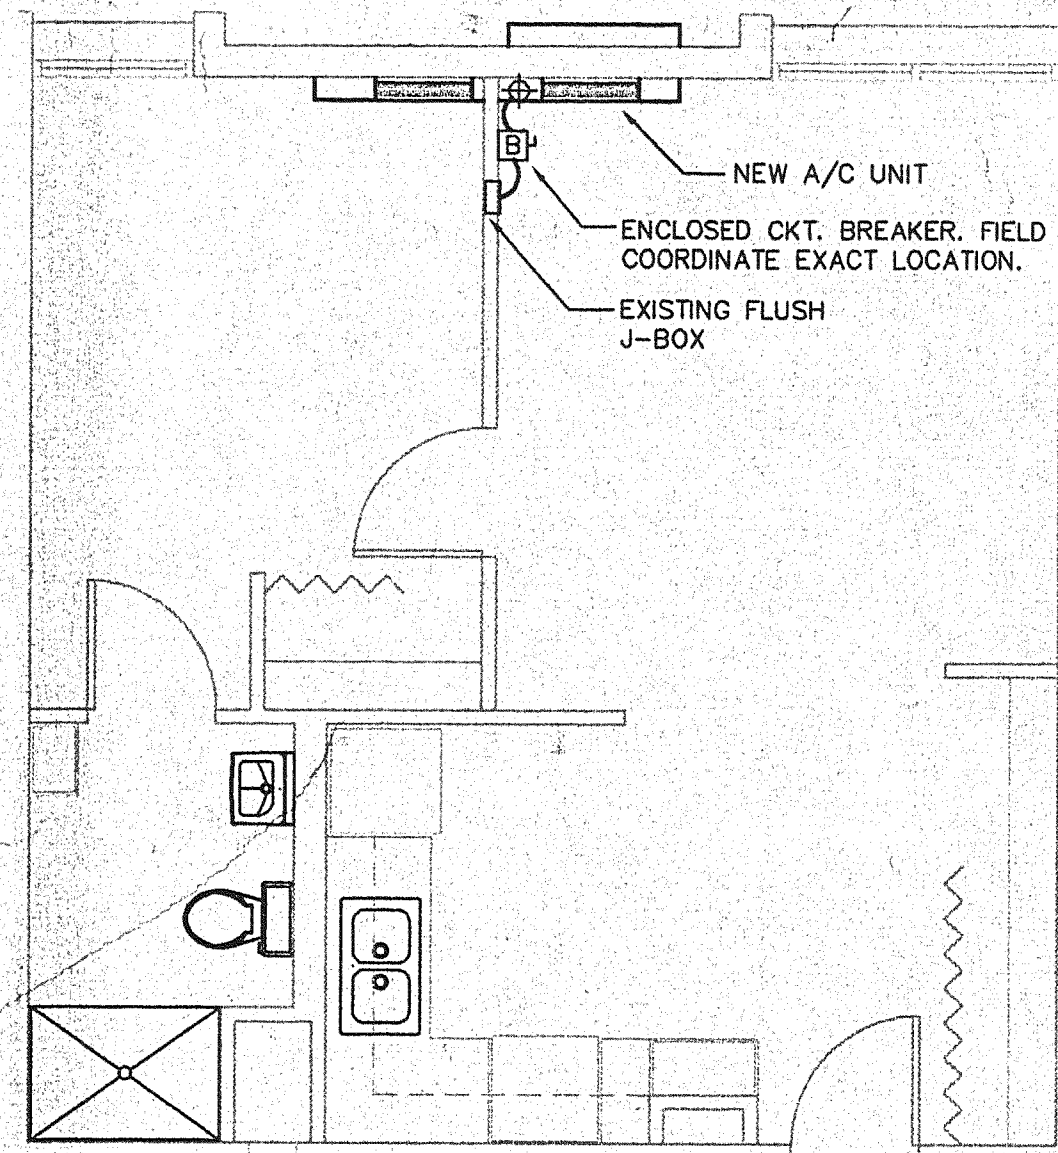 B
NEW A/C UNIT
ENCLOSED CKT. BREAKER. FIELD
COORDINATE EXACT LOCATION.
EXISTING FLUSH
J-BOX